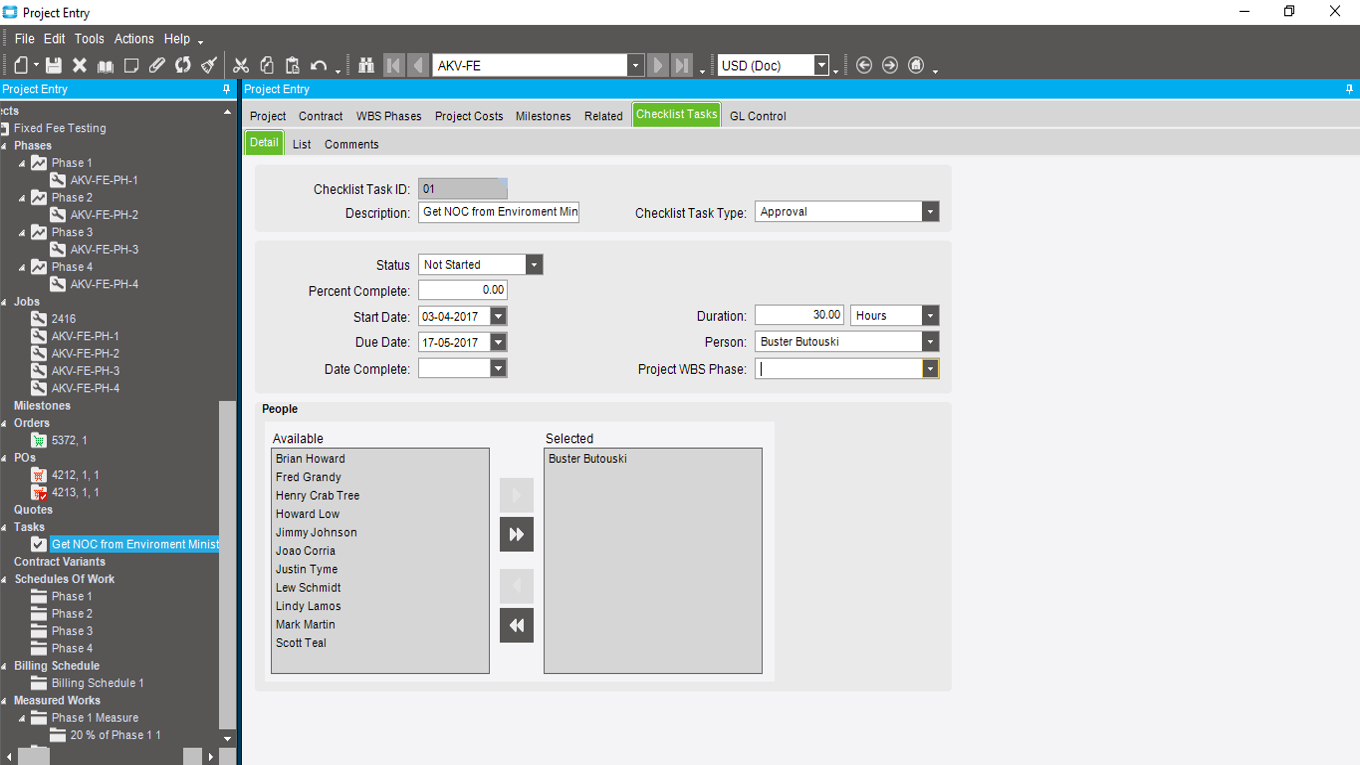 Project Entry
File Edit Tools Actions Help
AKV-FE
USD (Doc)
Project Entry
ects
Fixed Fee Testing
Phases
Phase 1
AKV-FE-PH-1
Phase 2
AKV-FE-PH-2
Phase 3
AKV-FE-PH-3
Phase 4
AKV-FE-PH-4
Jobs
2416
AKV-FE-PH-1
AKV-FE-PH-2
AKV-FE-PH-3
AKV-FE-PH-4
Milestones
Orders
5372, 1
POs
4212, 1, 1
4213, 1, 1
Quotes
Tasks
Get NOC from Enviroment Minist
Contract Variants
Schedules Of Work
Phase 1
Phase 2
Phase 3
Phase 4
Billing Schedule
Billing Schedule 1
Measured Works
Phase 1 Measure
20 % of Phase 1 1
Project Entry
Project Contract WBS Phases Project Costs Milestones Related Checklist Tasks GL Control
Detail List Comments
Checklist Task ID: 01
Description: Get NOC from Enviroment Min Checklist Task Type: Approval
Status Not Started
Percent Complete: 0.00
Start Date: 03-04-2017 Duration: 30.00 Hours
Due Date: 17-05-2017 Person: Buster Butouski
Date Complete: Project WBS Phase:
People
Available Selected
Brian Howard Buster Butouski
Fred Grandy
Henry Crab Tree
Howard Low
Jimmy Johnson
Joao Corria
Justin Tyme
Lew Schmidt
Lindy Lamos
Mark Martin
Scott Teal